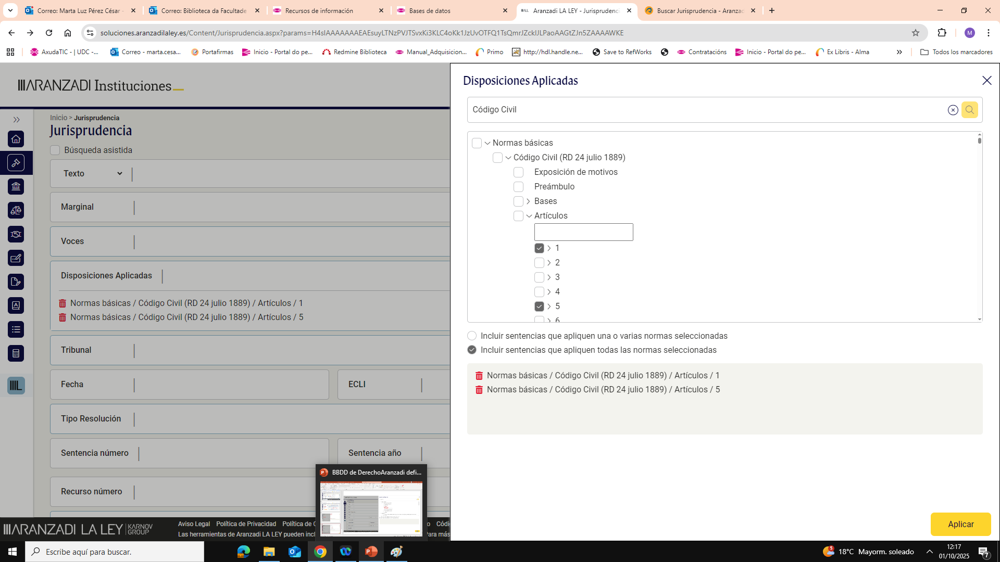 Correo: Marta Luz Pérez César -
Correo: Biblioteca da Facultade
Recursos de información
Bases de datos
Aranzadi LA LEY - Jurisprudenci
Buscar Jurisprudencia - Aranzad
soluciones.aranzadilaley.es/Content/Jurisprudencia.aspx?params=H4sIAAAAAAAEAEsuyLTNzPVJTSvxKi3KLC4oKk1JzUvOTFQ1TsQmrJZckIJLPaoAAGtZJn5ZAAAAWKE
M
AxudaTIC - | UDC -...
Correo - marta.cesa...
Portafirmas
Inicio - Portal do pe...
Redmine Biblioteca
Manual_Adquisicion...
Primo
http://hdl.handle.ne...
Save to RefWorks
Contratacións
Inicio - Portal do pe...
Ex Libris - Alma
Todos los marcadores
ARANZADI Instituciones
Inicio > Jurisprudencia
Jurisprudencia
Búsqueda asistida
Texto
Marginal
Voces
Disposiciones Aplicadas
Normas básicas / Código Civil (RD 24 julio 1889) / Artículos / 1
Normas básicas / Código Civil (RD 24 julio 1889) / Artículos / 5
Tribunal
Fecha
ECLI
Tipo Resolución
Sentencia número
Sentencia año
Recurso número
Disposiciones Aplicadas
Código Civil
Normas básicas
Código Civil (RD 24 julio 1889)
Exposición de motivos
Preámbulo
Bases
Artículos
1
2
3
4
5
6
Incluir sentencias que apliquen una o varias normas seleccionadas
Incluir sentencias que apliquen todas las normas seleccionadas
Normas básicas / Código Civil (RD 24 julio 1889) / Artículos / 1
Normas básicas / Código Civil (RD 24 julio 1889) / Artículos / 5
Aplicar
BBDD de DerechoAranzadi defi...
ARANZADI LA LEY KARNOV GROUP
Aviso Legal Política de Privacidad Política de C
o Códi
Las herramientas de Aranzadi LA LEY pueden incl
Para más
Escribe aquí para buscar.
5
18°C Mayorm. soleado
12:17
01/10/2025
7